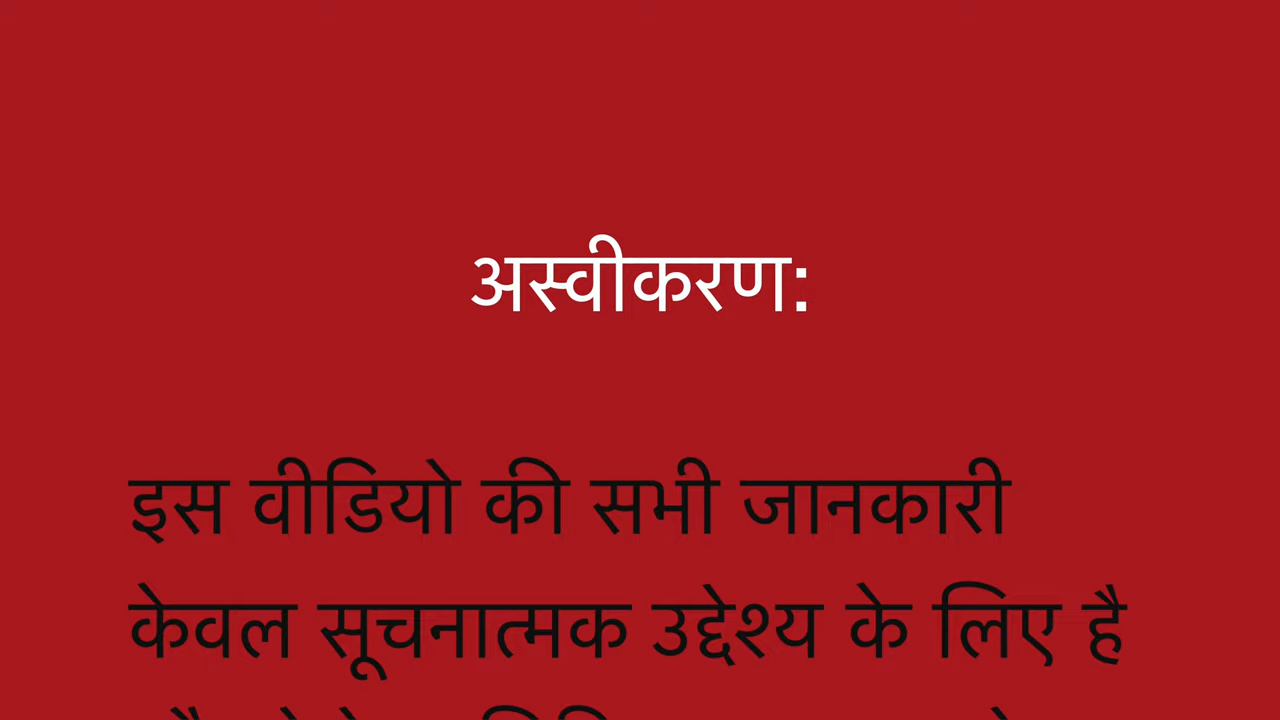 अस्वीकरण:
इस वीडियो की सभी जानकारी
केवल सूचनात्मक उद्देश्य के लिए है